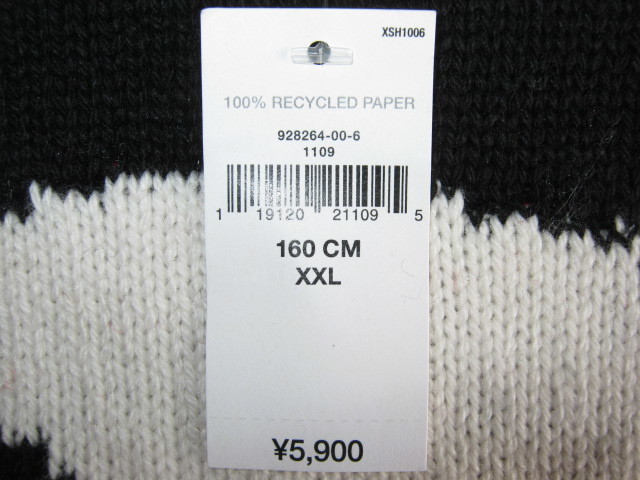 XSH1006
100% RECYCLED PAPER
928264-00-6
1109
1 19120 21109 5
160 CM
XXL
¥5,900